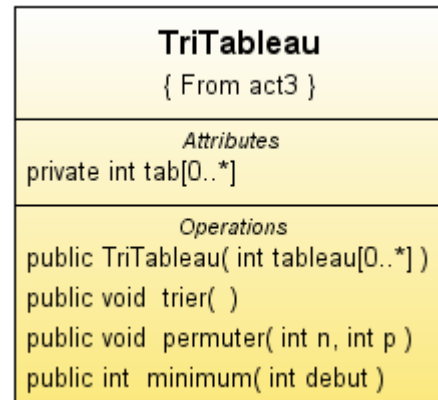 TriTableau
{ From act3 }
Attributes
private int tab[0..*]
Operations
public TriTableau( int tableau[0..*] )
public void trier( )
public void permuter( int n, int p )
public int minimum( int debut )